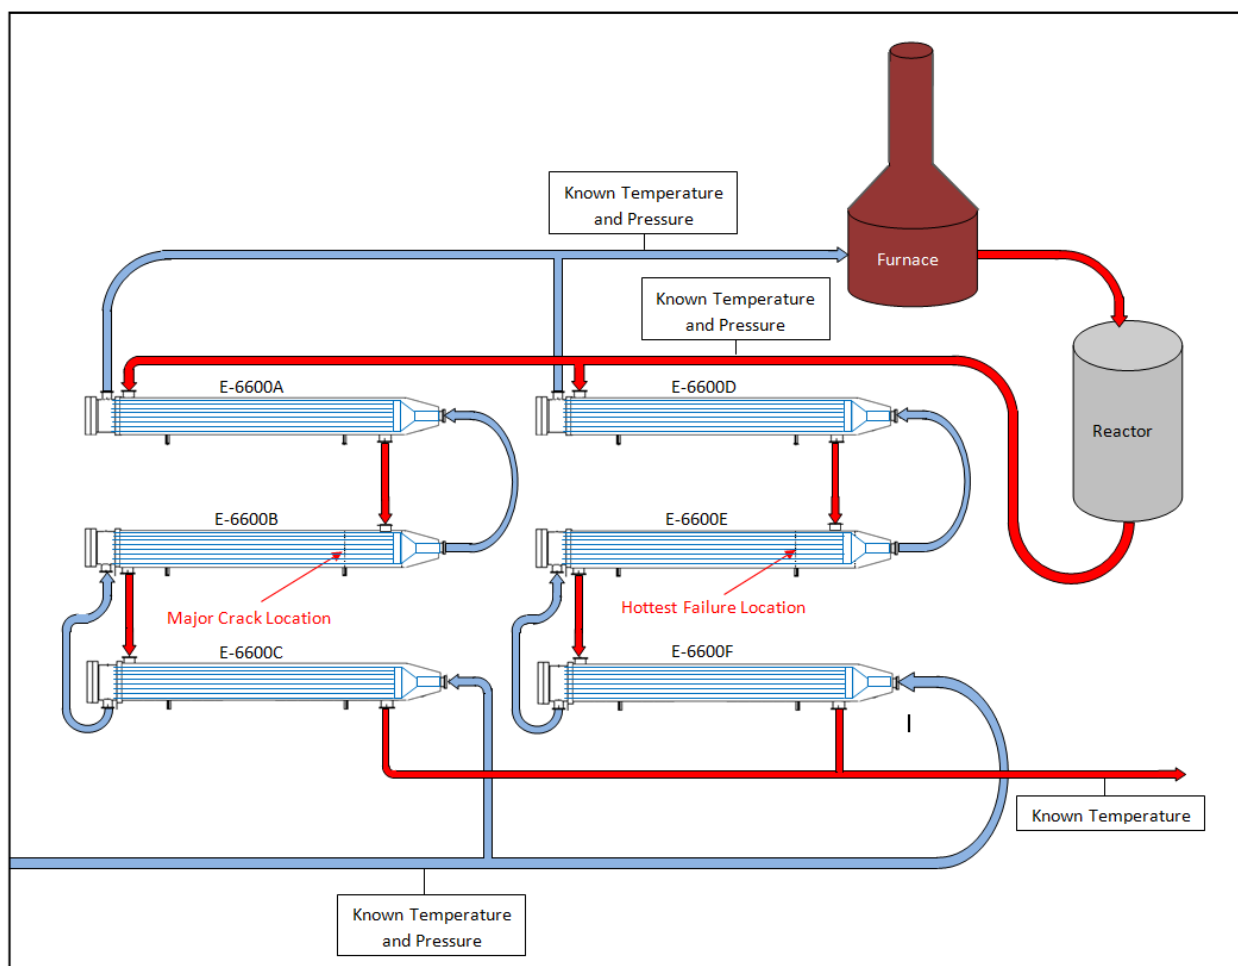 Known Temperature
and Pressure
Furnace
Known Temperature
and Pressure
E-6600A
E-6600D
Reactor
E-6600B
E-6600E
Major Crack Location
Hottest Failure Location
E-6600C
E-6600F
Known Temperature
Known Temperature
and Pressure